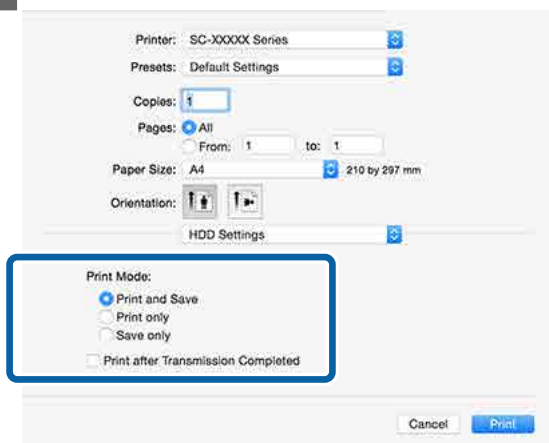 Printer: SC-XXXXX Series
Presets: Default Settings
Copies: 1
Pages: All
From: 1 to: 1
Paper Size: A4 210 by 297 mm
Orientation:
HDD Settings
Print Mode:
Print and Save
Print only
Save only
Print after Transmission Completed
Cancel Print